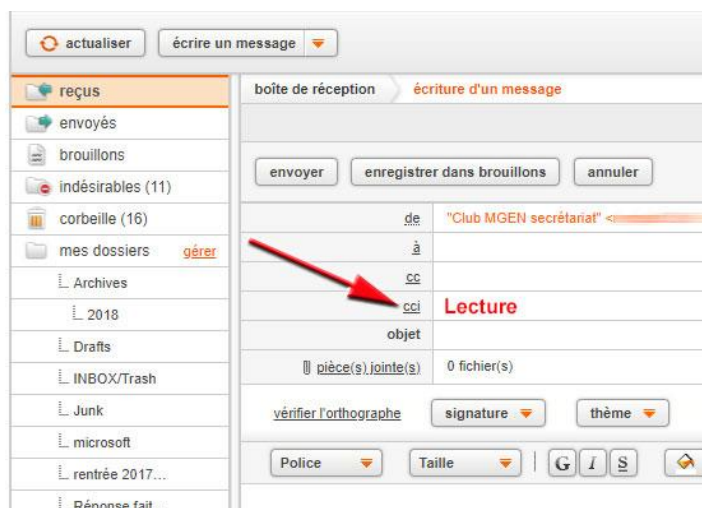 actualiser écrire un message
reçus
envoyés
brouillons
indésirables (11)
corbeille (16)
mes dossiers gérer
Archives
2018
Drafts
INBOX/Trash
Junk
microsoft
rentrée 2017...
Réponse fait...
boîte de réception écriture d'un message
envoyer enregistrer dans brouillons annuler
de "Club MGEN secrétariat" <
à
cc
cci Lecture
objet
pièce(s) jointe(s) 0 fichier(s)
vérifier l'orthographe signature thème
Police Taille G I S